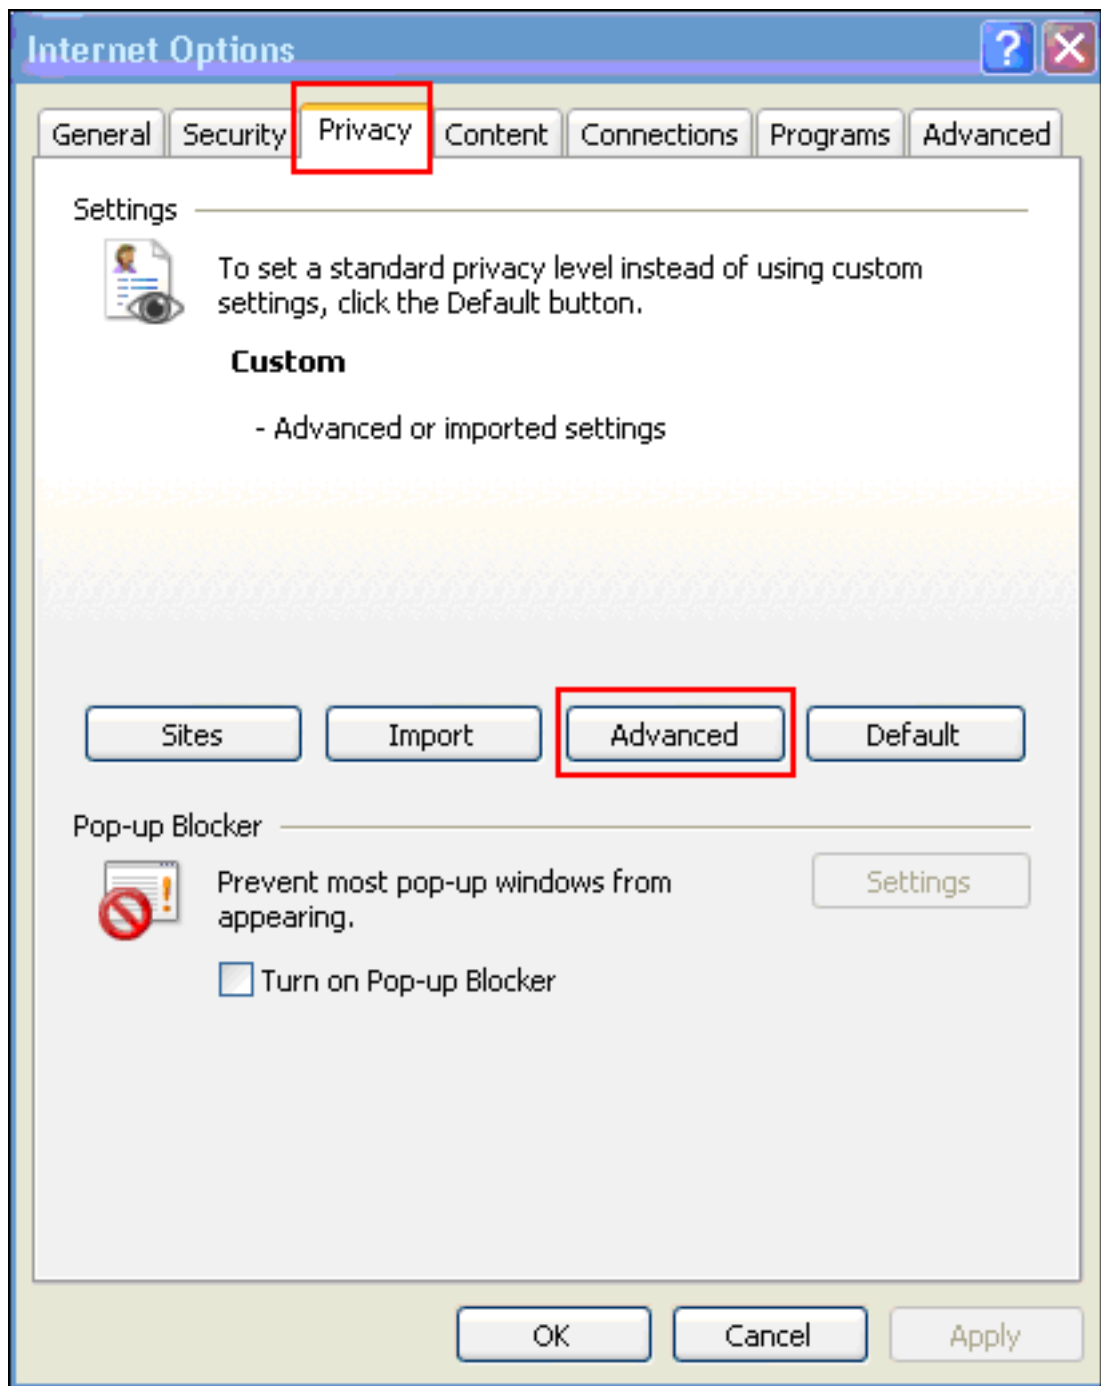 Internet Options
General Security Privacy Content Connections Programs Advanced
Settings
To set a standard privacy level instead of using custom
settings, click the Default button.
Custom
- Advanced or imported settings
Sites Import Advanced Default
Pop-up Blocker
Prevent most pop-up windows from
appearing.
Settings
Turn on Pop-up Blocker
OK Cancel Apply